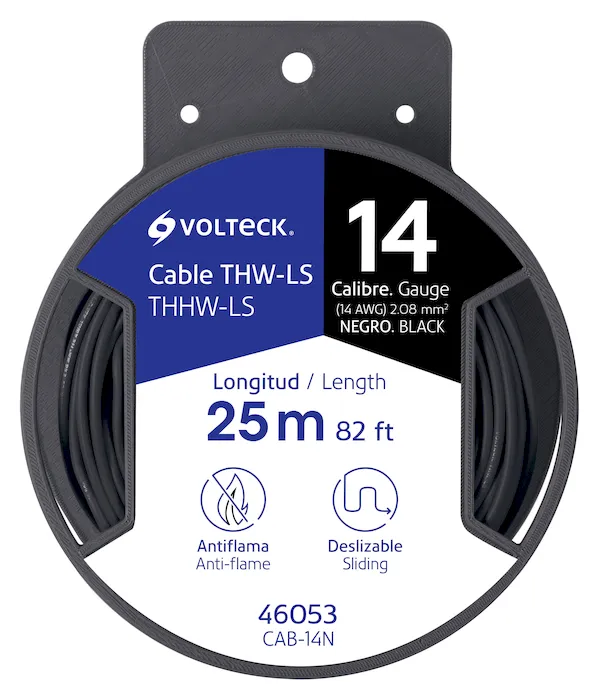 VOLTECK®
Cable THW-LS
THHW-LS
14
Calibre. Gauge
(14 AWG) 2.08 mm²
NEGRO. BLACK
Longitud / Length
25 m 82 ft
Antiflama
Anti-flame
Deslizable
Sliding
46053
CAB-14N